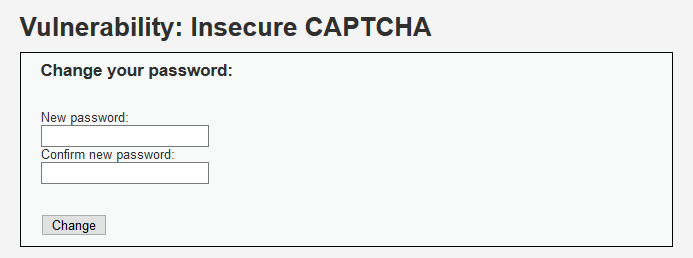 Vulnerability: Insecure CAPTCHA
Change your password:
New password:
Confirm new password:
Change